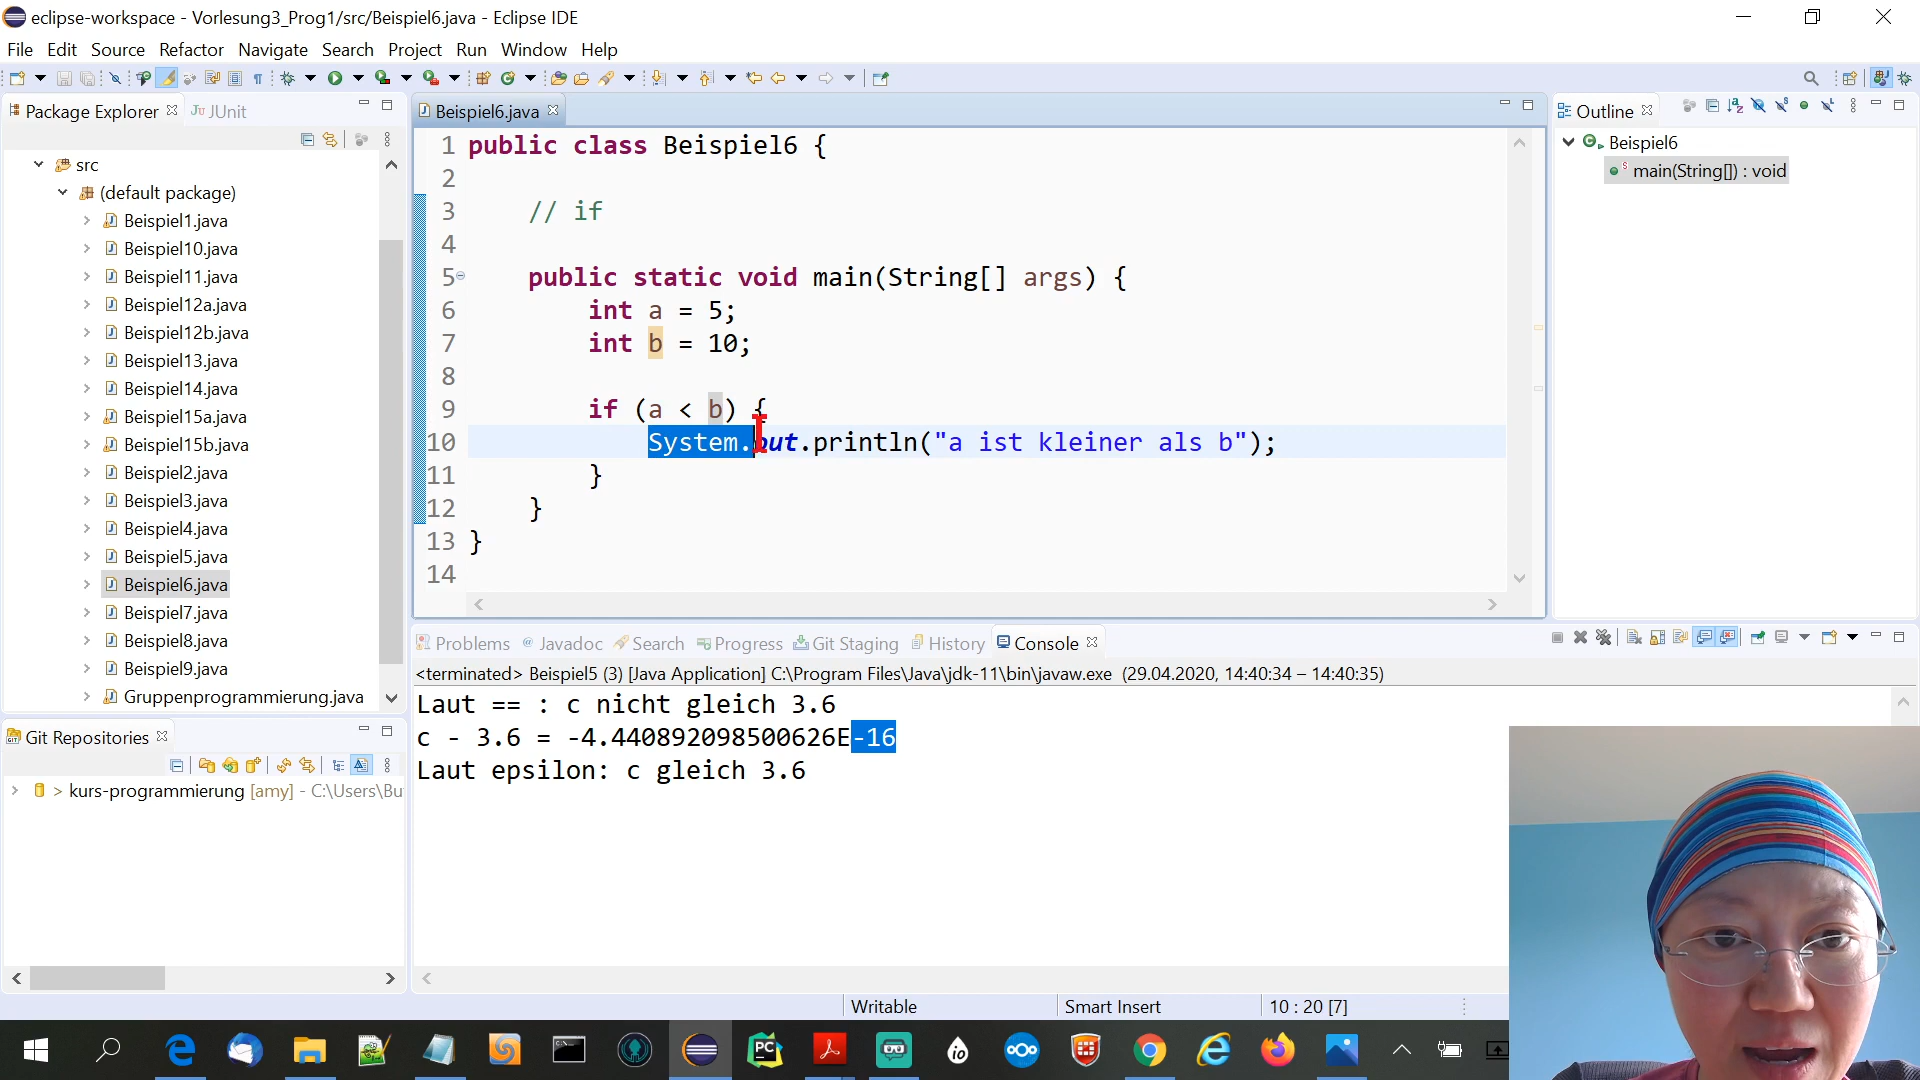 eclipse-workspace - Vorlesung3_Prog1/src/Beispiel6.java - Eclipse IDE
File Edit Source Refactor Navigate Search Project Run Window Help
Package Explorer JUnit
src
(default package)
Beispiel1.java
Beispiel10.java
Beispiel11.java
Beispiel12a.java
Beispiel12b.java
Beispiel13.java
Beispiel14.java
Beispiel15a.java
Beispiel15b.java
Beispiel2.java
Beispiel3.java
Beispiel4.java
Beispiel5.java
Beispiel6.java
Beispiel7.java
Beispiel8.java
Beispiel9.java
Gruppenprogrammierung.java
Git Repositories
> kurs-programmierung [amy] - C:\Users\Bu
Beispiel6.java
1 public class Beispiel6 {
2
3 // if
4
5 public static void main(String[] args) {
6 int a = 5;
7 int b = 10;
8
9 if (a < b) {
10 System.out.println("a ist kleiner als b");
11 }
12 }
13 }
14
Outline
Beispiel6
main(String[]) : void
Problems Javadoc Search Progress Git Staging History Console
<terminated> Beispiel5 (3) [Java Application] C:\Program Files\Java\jdk-11\bin\javaw.exe (29.04.2020, 14:40:34 – 14:40:35)
Laut == : c nicht gleich 3.6
c - 3.6 = -4.440892098500626E-16
Laut epsilon: c gleich 3.6
Writable Smart Insert 10 : 20 [7]